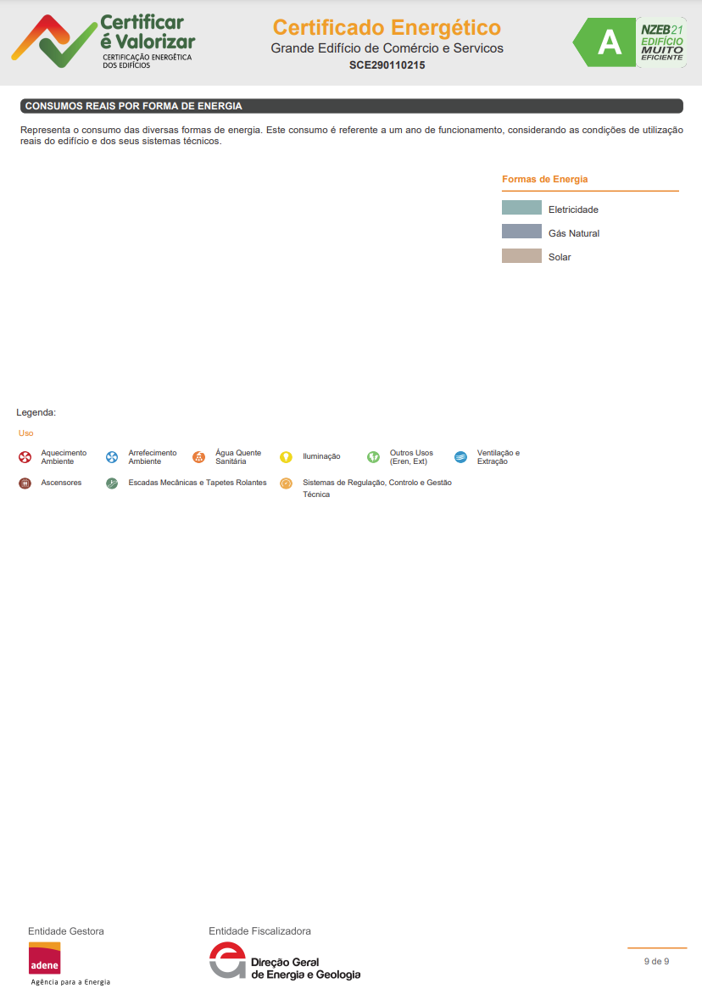 Certificar
é Valorizar
CERTIFICAÇÃO ENERGÉTICA
DOS EDIFÍCIOS
Certificado Energético
Grande Edifício de Comércio e Servicos
SCE290110215
A
NZEB21
EDIFÍCIO
MUITO
EFICIENTE
CONSUMOS REAIS POR FORMA DE ENERGIA
Representa o consumo das diversas formas de energia. Este consumo é referente a um ano de funcionamento, considerando as condições de utilização
reais do edifício e dos seus sistemas técnicos.
Formas de Energia
Eletricidade
Gás Natural
Solar
Legenda:
Uso
Aquecimento
Ambiente
Arrefecimento
Ambiente
Água Quente
Sanitária
Iluminação
Outros Usos
(Eren, Ext)
Ventilação e
Extração
Ascensores
Escadas Mecânicas e Tapetes Rolantes
Sistemas de Regulação, Controlo e Gestão
Técnica
Entidade Gestora
adene
Agência para a Energia
Entidade Fiscalizadora
Direção Geral
de Energia e Geologia
9 de 9